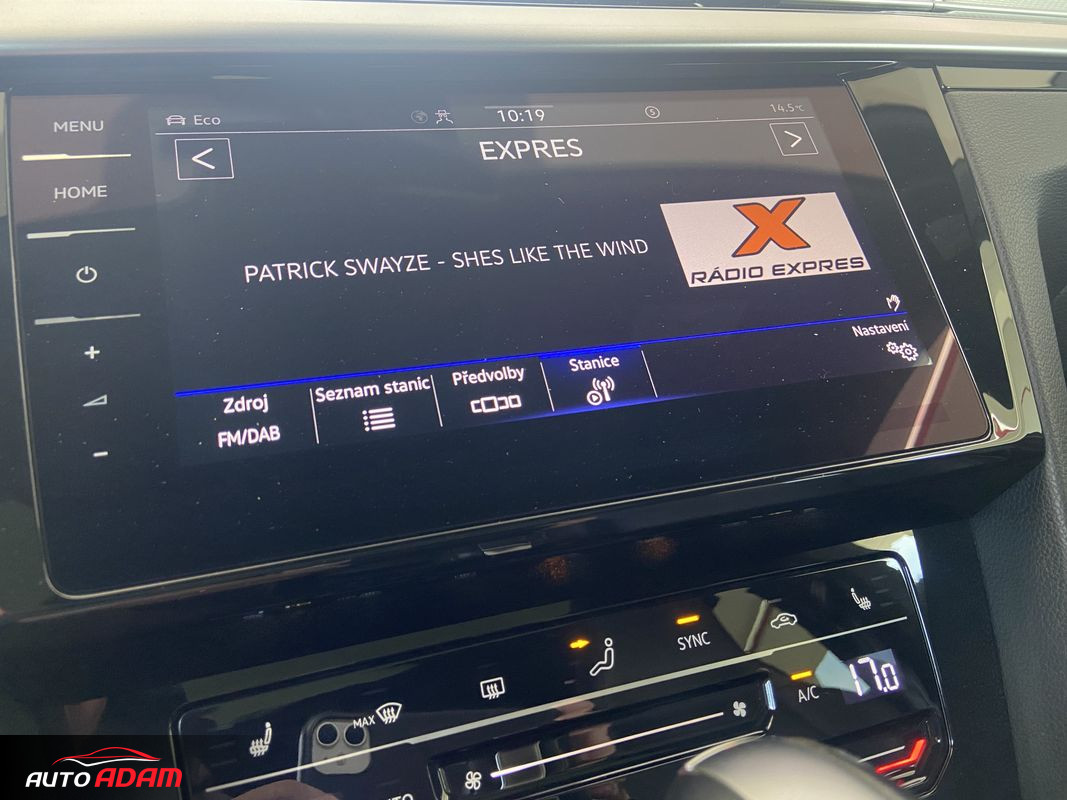 MENU
HOME
Eco
10:19
5
14.5°C
<
EXPRES
>
PATRICK SWAYZE - SHES LIKE THE WIND
X
RÁDIO EXPRES
Nastavení
Zdroj
FM/DAB
Seznam stanic
Předvolby
Stanice
+
-
SYNC
A/C
17.0
MAX
AUTO ADAM